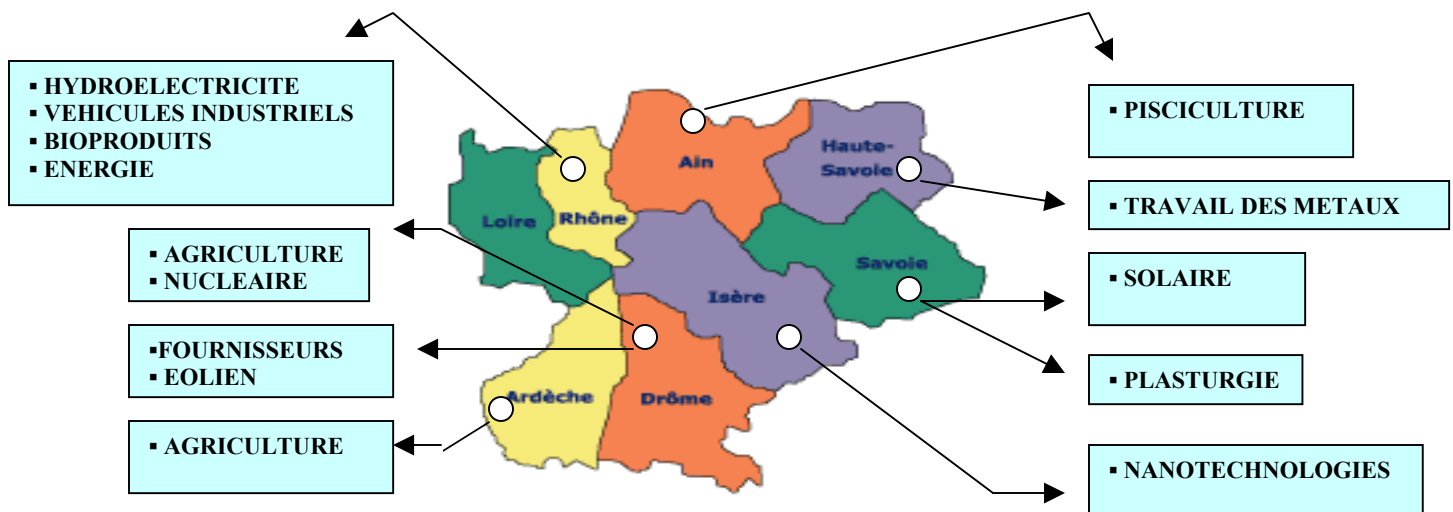 ▪ HYDROELECTRICITE
▪ VEHICULES INDUSTRIELS
▪ BIOPRODUITS
▪ ENERGIE
▪ AGRICULTURE
▪ NUCLEAIRE
▪FOURNISSEURS
▪ EOLIEN
▪ AGRICULTURE
Ain
Haute-
Savoie
Loire
Rhône
Savoie
Isère
Ardèche
Drôme
▪ PISCICULTURE
▪ TRAVAIL DES METAUX
▪ SOLAIRE
▪ PLASTURGIE
▪ NANOTECHNOLOGIES